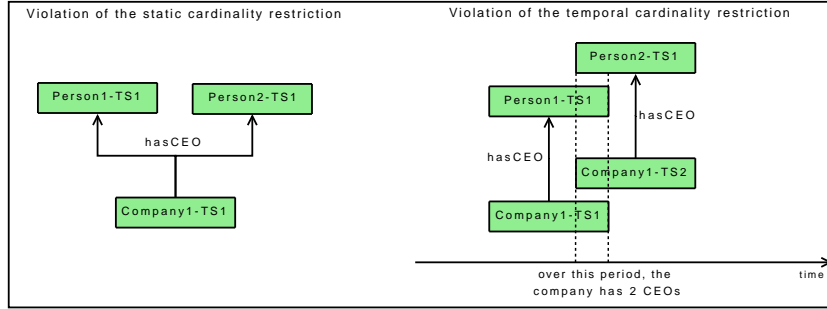 Violation of the static cardinality restriction
Person1-TS1
Person2-TS1
hasCEO
Company1-TS1
Violation of the temporal cardinality restriction
Person2-TS1
Person1-TS1
hasCEO
hasCEO
Company1-TS2
Company1-TS1
time
over this period, the
company has 2 CEOs